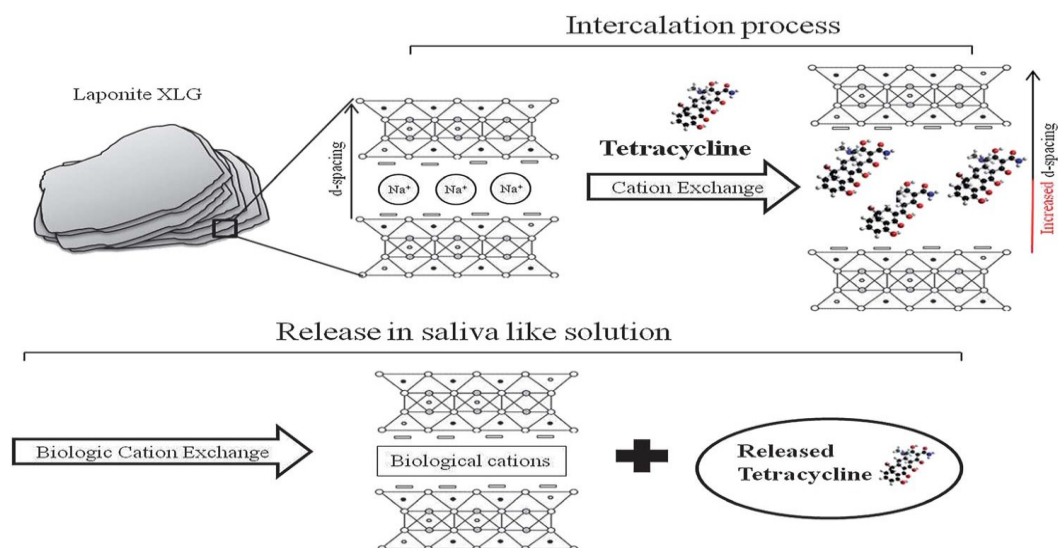 Intercalation process
Laponite XLG
d-spacing
Na⁺ Na⁺ Na⁺
Tetracycline
Cation Exchange
Increased d-spacing
Release in saliva like solution
Biologic Cation Exchange
Biological cations
Released
Tetracycline